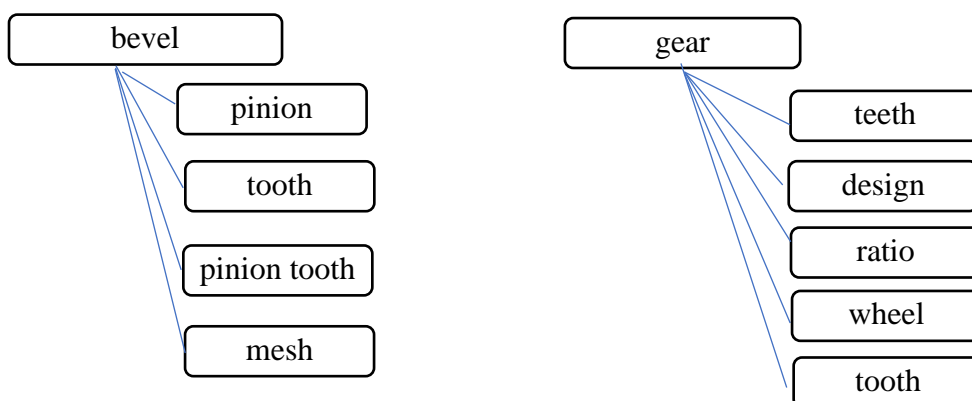 bevel
pinion
tooth
pinion tooth
mesh
gear
teeth
design
ratio
wheel
tooth